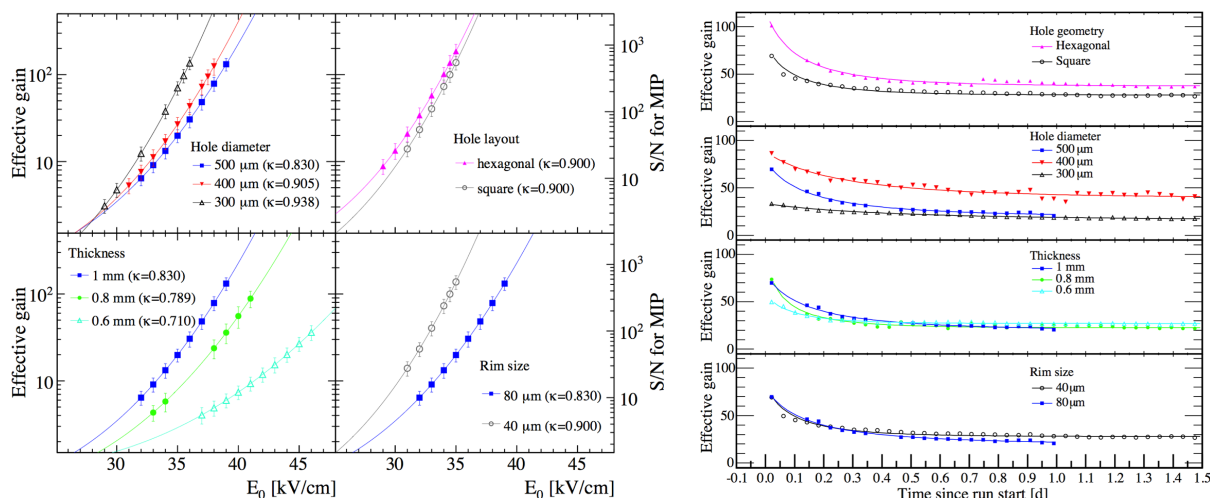 Effective gain
10²
10
Hole diameter
500 µm (κ=0.830)
400 µm (κ=0.905)
300 µm (κ=0.938)
Hole layout
hexagonal (κ=0.900)
square (κ=0.900)
10³
10²
10
S/N for MP
Effective gain
10²
10
Thickness
1 mm (κ=0.830)
0.8 mm (κ=0.789)
0.6 mm (κ=0.710)
Rim size
80 µm (κ=0.830)
40 µm (κ=0.900)
10³
10²
10
S/N for MP
30 35 40 45
30 35 40 45
E₀ [kV/cm]
E₀ [kV/cm]
Effective gain
100
50
0
Hole geometry
Hexagonal
Square
Effective gain
100
50
0
Hole diameter
500 µm
400 µm
300 µm
Effective gain
100
50
0
Thickness
1 mm
0.8 mm
0.6 mm
Effective gain
100
50
0
Rim size
40 µm
80 µm
-0.1 0.0 0.1 0.2 0.3 0.4 0.5 0.6 0.7 0.8 0.9 1.0 1.1 1.2 1.3 1.4 1.5
Time since run start [d]